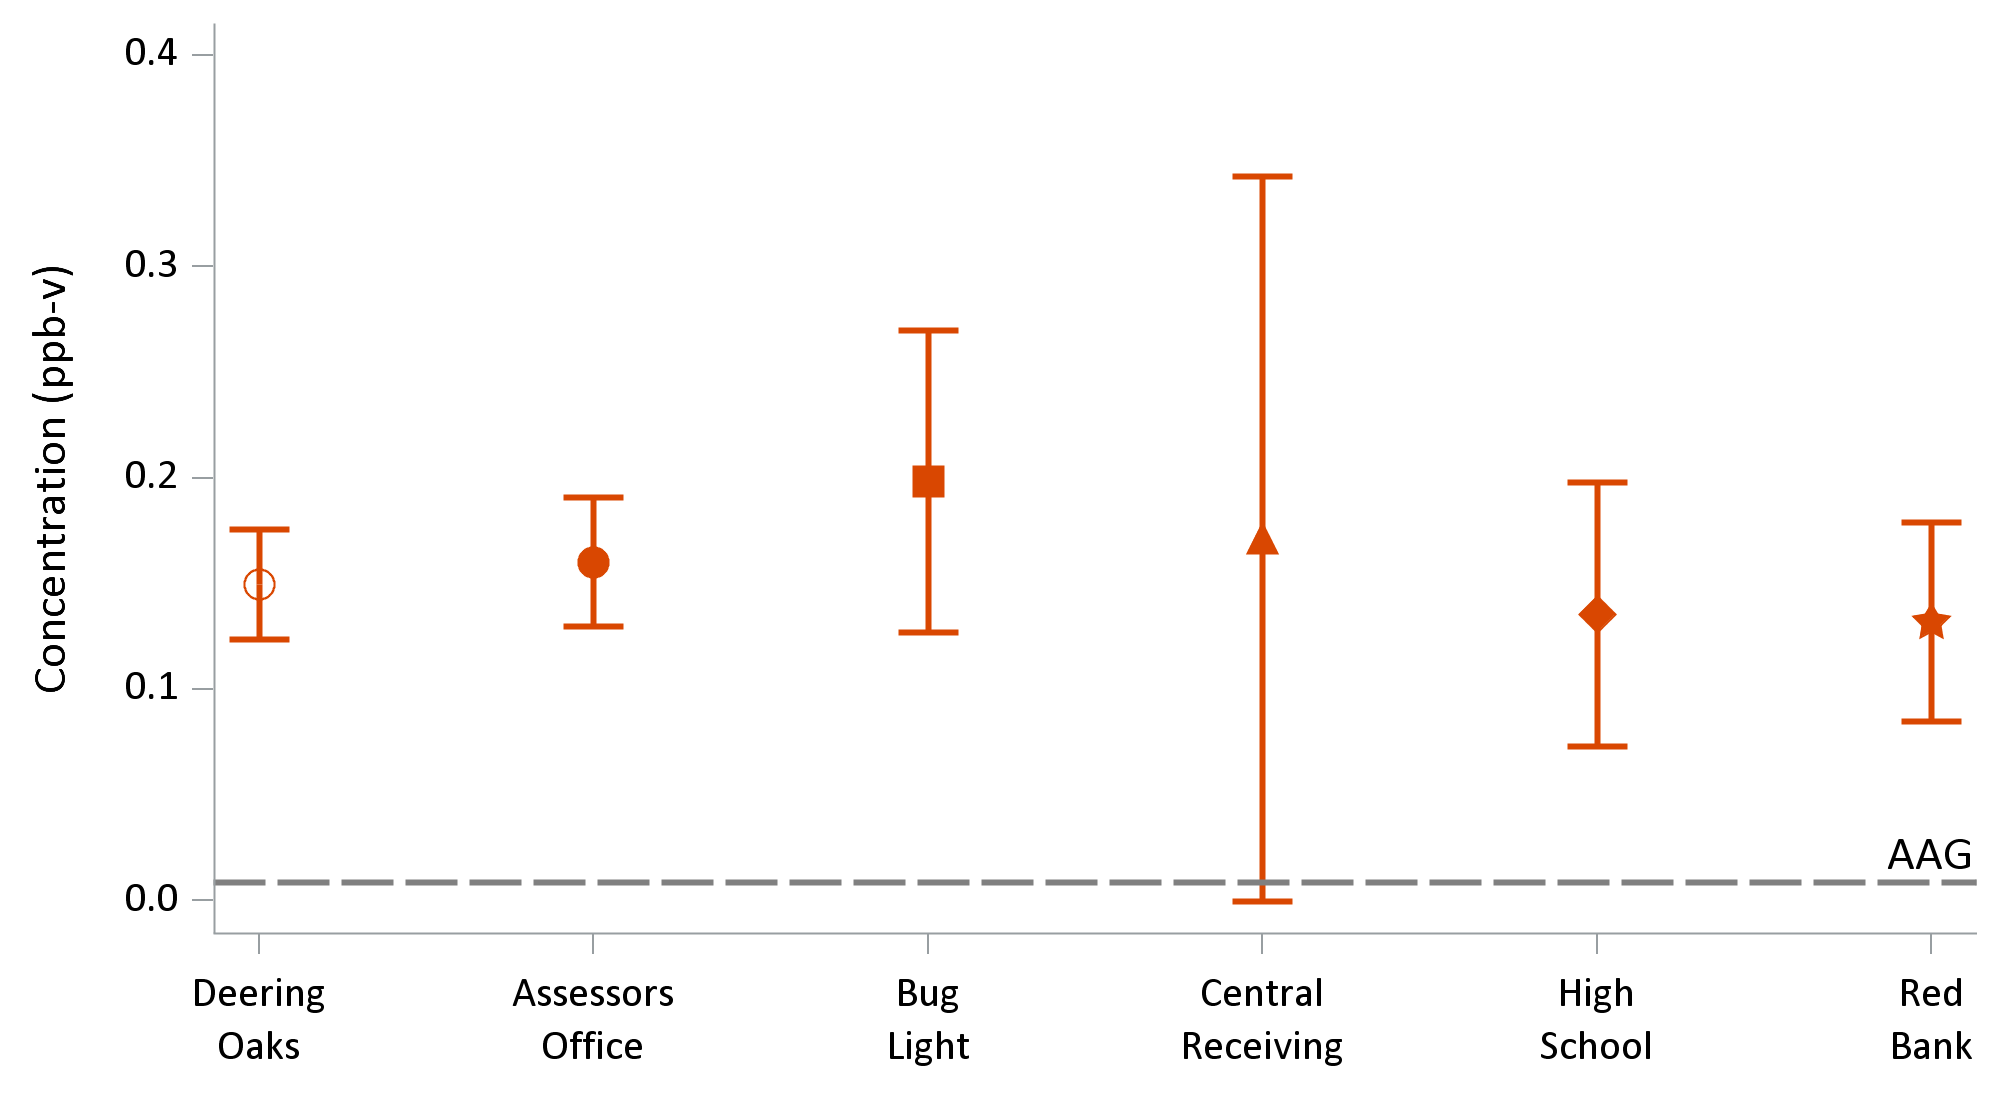 Concentration (ppb-v)
0.4
0.3
0.2
0.1
0.0
AAG
Deering
Oaks
Assessors
Office
Bug
Light
Central
Receiving
High
School
Red
Bank